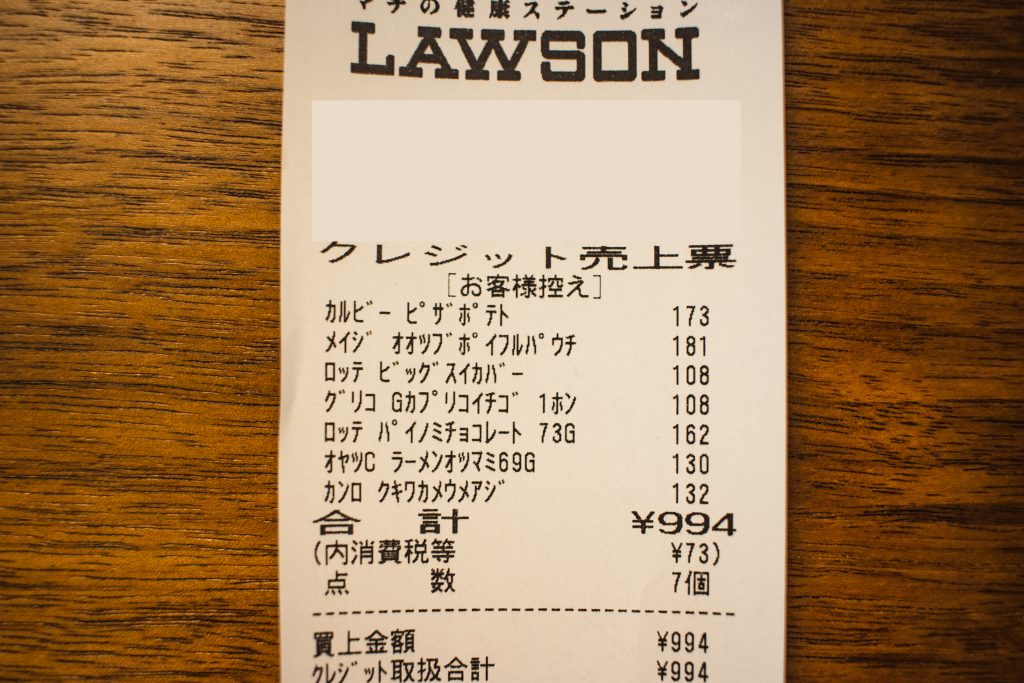 マチの健康ステーション
LAWSON
クレジット売上票
[お客様控え]
ｶﾙﾋﾞｰ ﾋﾟｻﾞﾎﾟﾃﾄ 173
ﾒｲｼﾞ ｵｵﾂﾌﾞﾎﾟｲﾌﾙﾊﾟｳﾁ 181
ﾛｯﾃ ﾋﾞｯｸﾞｽｲｶﾊﾞｰ 108
ｸﾞﾘｺ Gｶﾌﾟﾘｺｲﾁｺﾞ 1ﾎﾝ 108
ﾛｯﾃ ﾊﾟｲﾉﾐﾁｮｺﾚｰﾄ 73G 162
ｵﾔﾂC ﾗｰﾒﾝｵﾂﾏﾐ69G 130
ｶﾝﾛ ｸｷﾜｶﾒｳﾒｱｼﾞ 132
合 計 ¥994
(内消費税等 ¥73)
点 数 7個
買上金額 ¥994
ｸﾚｼﾞｯﾄ取扱合計 ¥994